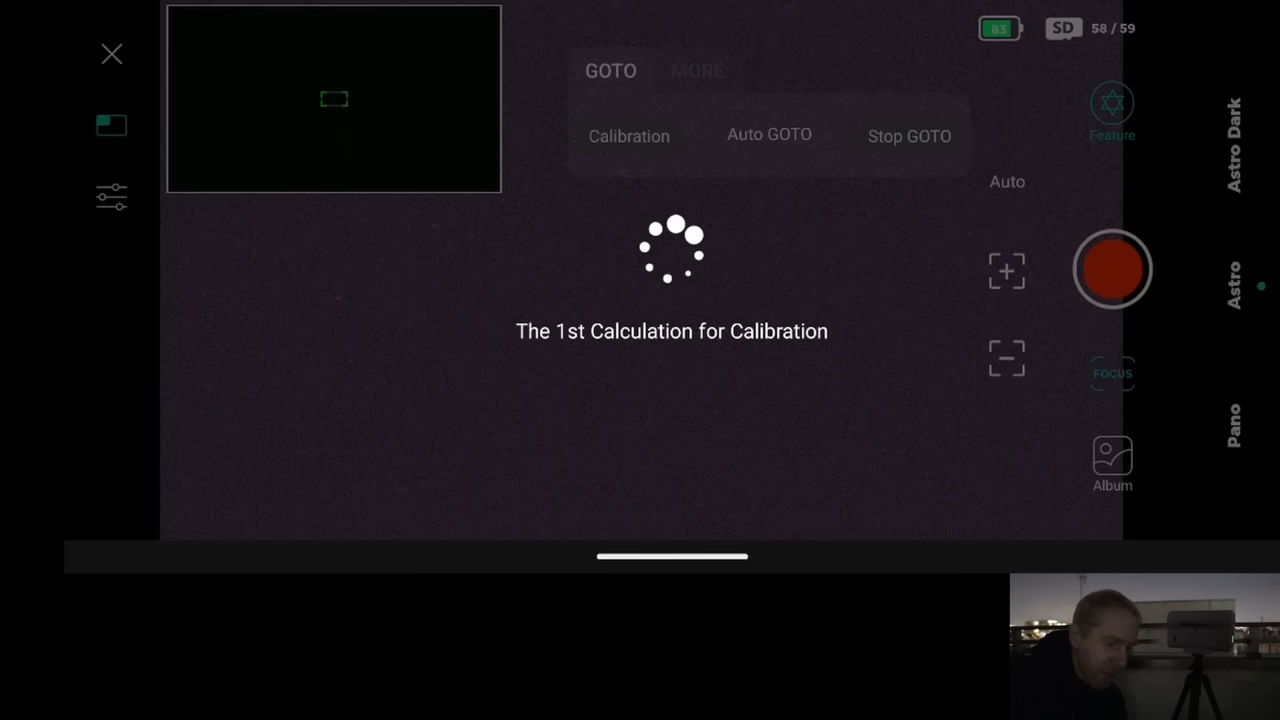 83
SD 58 / 59
GOTO MORE
Calibration Auto GOTO Stop GOTO
Auto
The 1st Calculation for Calibration
Feature
FOCUS
Album
Astro Dark
Astro
Pano